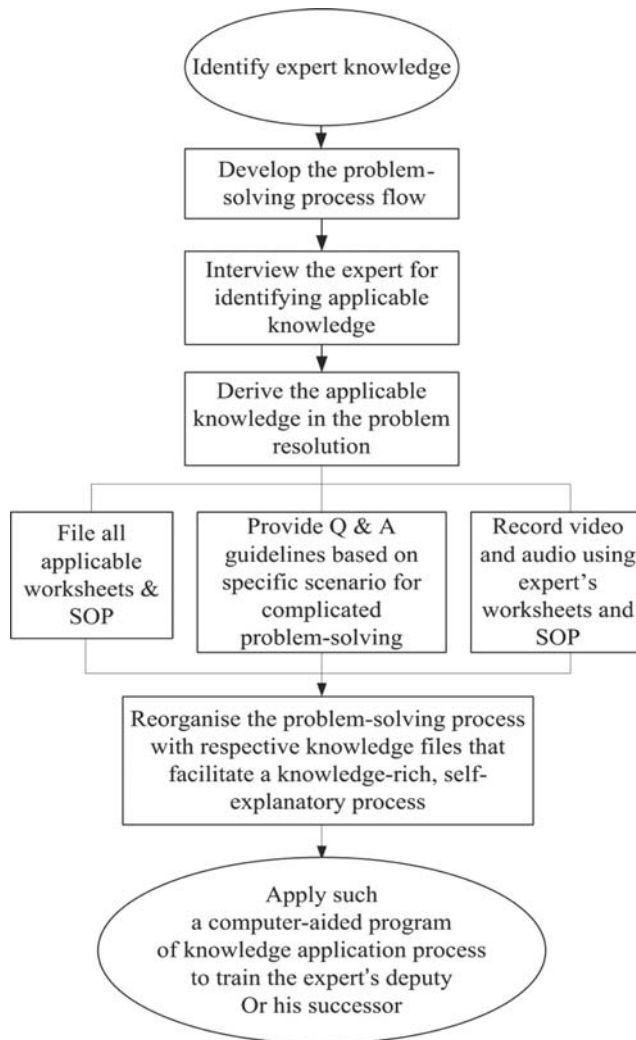 Identify expert knowledge
Develop the problem-
solving process flow
Interview the expert for
identifying applicable
knowledge
Derive the applicable
knowledge in the problem
resolution
File all
applicable
worksheets &
SOP
Provide Q & A
guidelines based on
specific scenario for
complicated
problem-solving
Record video
and audio using
expert's
worksheets and
SOP
Reorganise the problem-solving process
with respective knowledge files that
facilitate a knowledge-rich, self-
explanatory process
Apply such
a computer-aided program
of knowledge application process
to train the expert's deputy
Or his successor